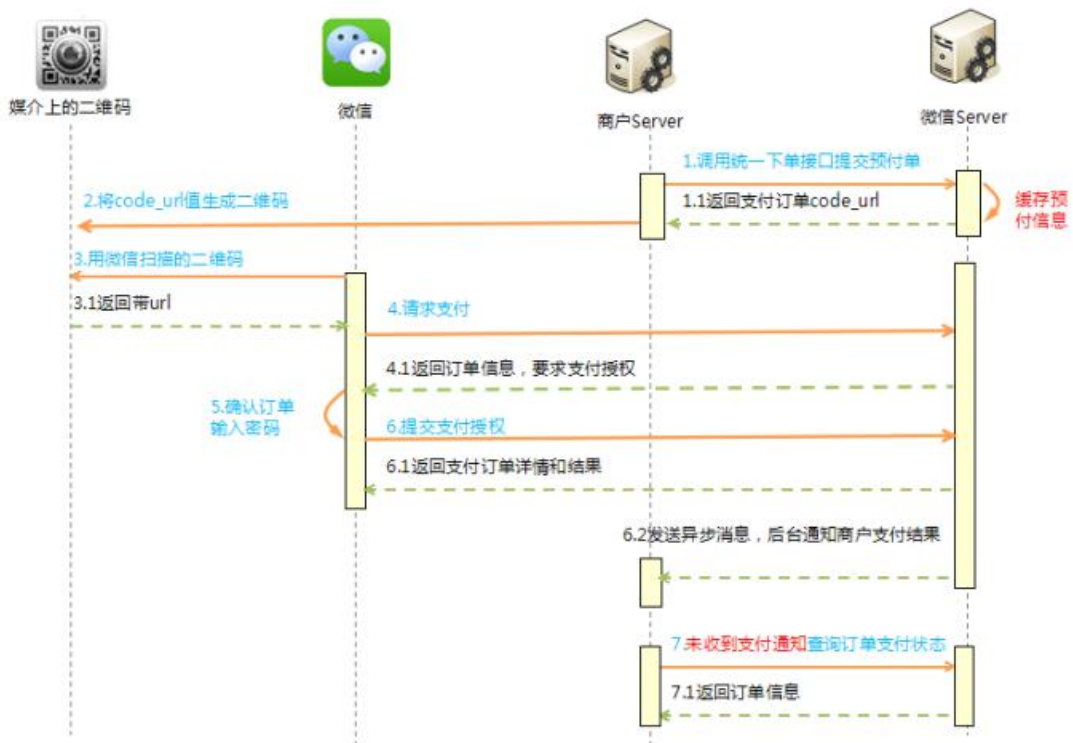 媒介上的二维码
微信
商户Server
微信Server
1.调用统一下单接口提交预付单
2.将code_url值生成二维码
1.1返回支付订单code_url
缓存预
付信息
3.用微信扫描的二维码
3.1返回带url
4.请求支付
4.1返回订单信息，要求支付授权
5.确认订单
输入密码
6.提交支付授权
6.1返回支付订单详情和结果
6.2发送异步消息，后台通知商户支付结果
7.未收到支付通知查询订单支付状态
7.1返回订单信息